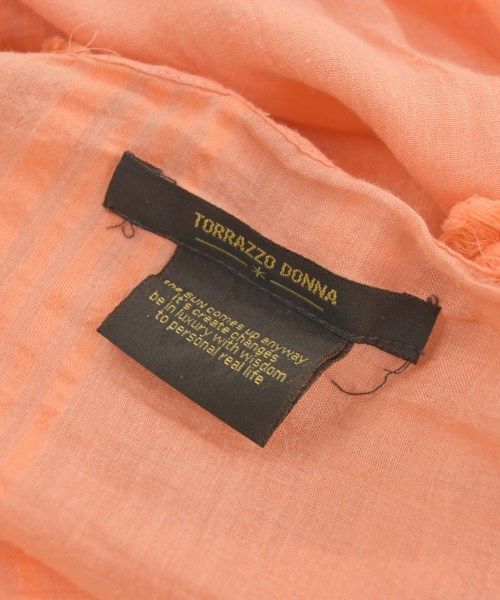 TORRAZZO DONNA
the sun comes up anyway
it's create changes
be in luxury with wisdom
to personal real life